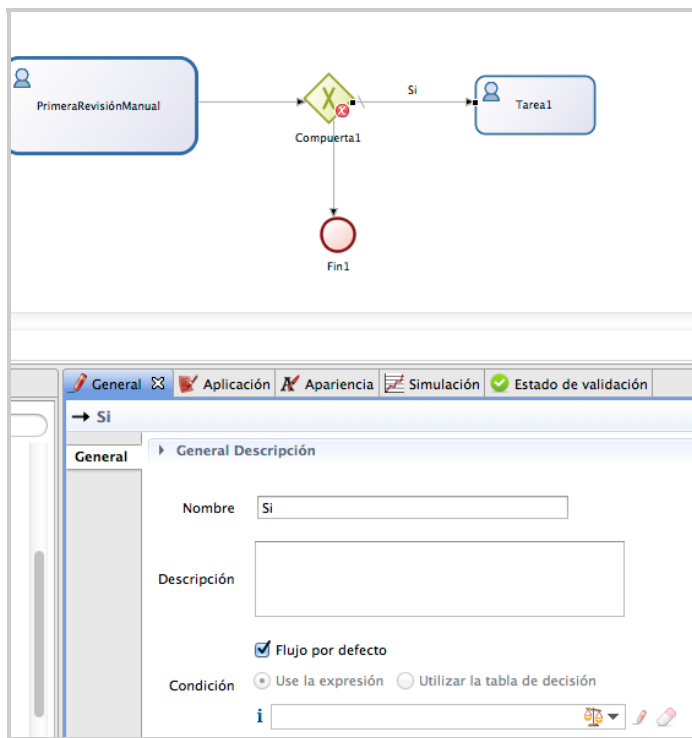 PrimeraRevisiónManual
Si
Tarea1
Compuerta1
Fin1
General
Aplicación
Apariencia
Simulación
Estado de validación
Si
General
General Descripción
Nombre
Si
Descripción
Flujo por defecto
Condición
Use la expresión
Utilizar la tabla de decisión